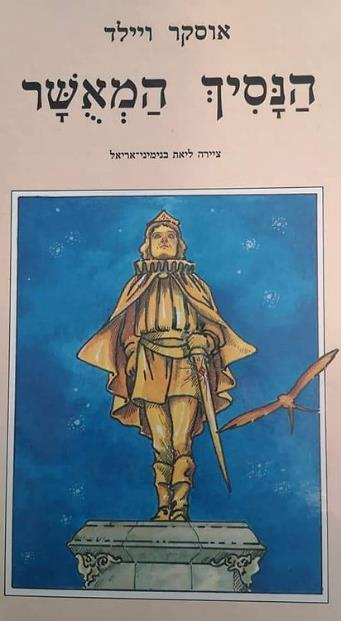 אוסקר ויילד
הַנָּסִיךְ הַמְאֻשָּׁר
ציירה ליאת בנימיני־אריאל